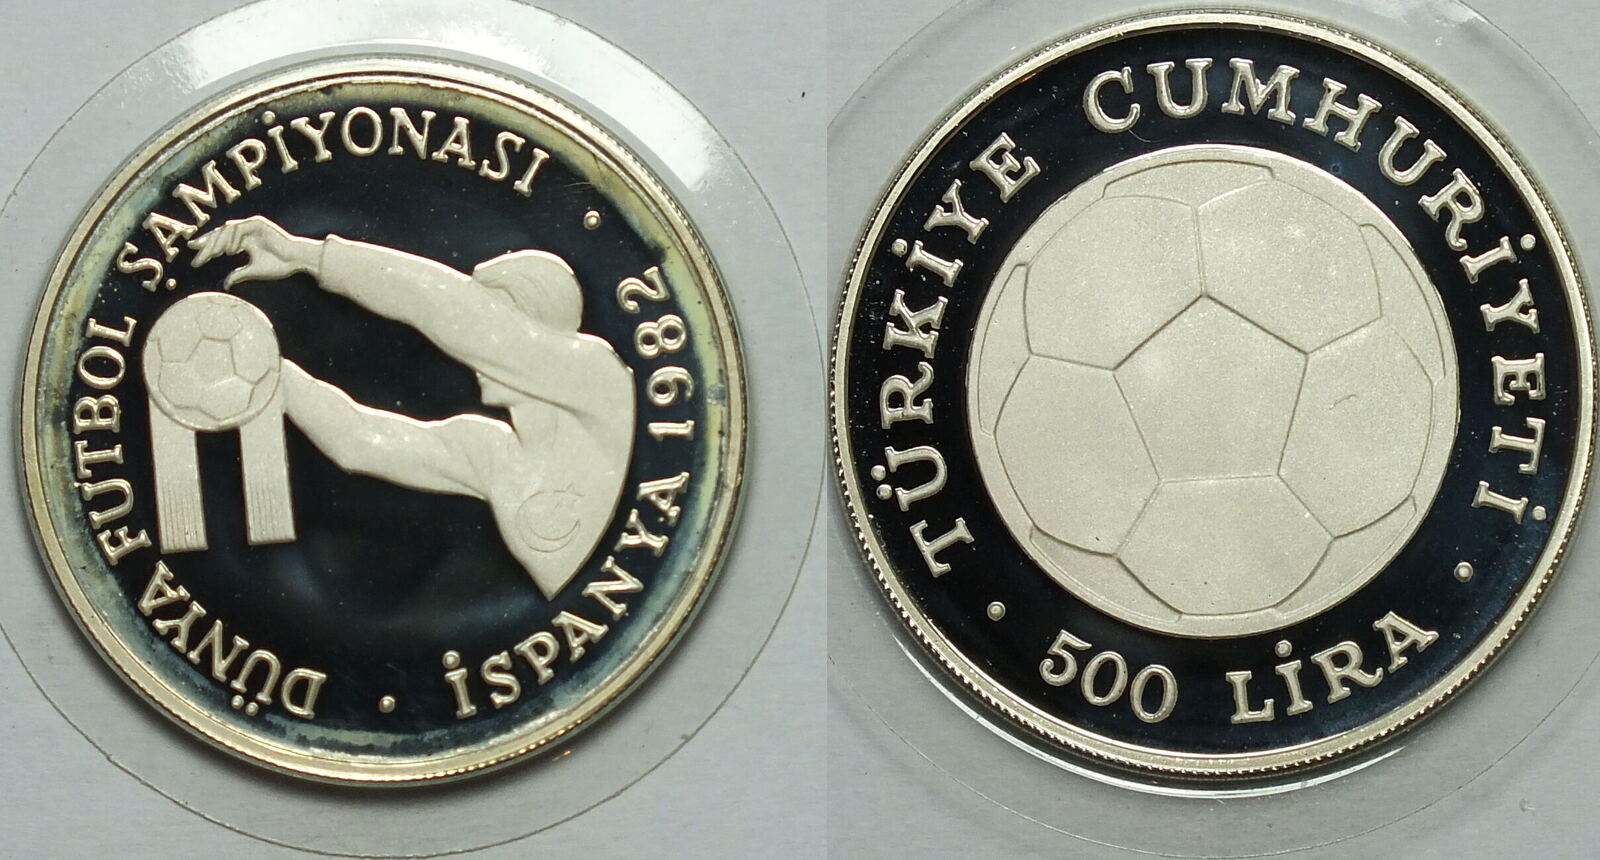 DÜNYA FUTBOL ŞAMPİYONASI
· İSPANYA 1982 ·
TÜRKİYE CUMHURİYETİ
· 500 LİRA ·